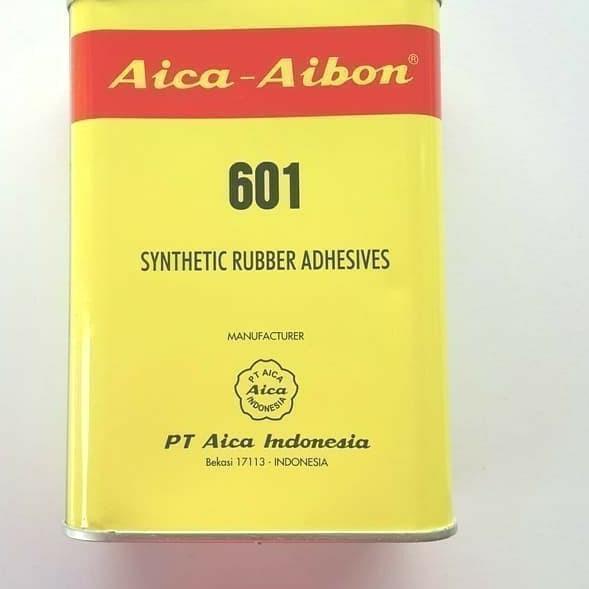 Aica-Aibon®
601
SYNTHETIC RUBBER ADHESIVES
MANUFACTURER
PT AICA
Aica
INDONESIA
PT Aica Indonesia
Bekasi 17113 - INDONESIA